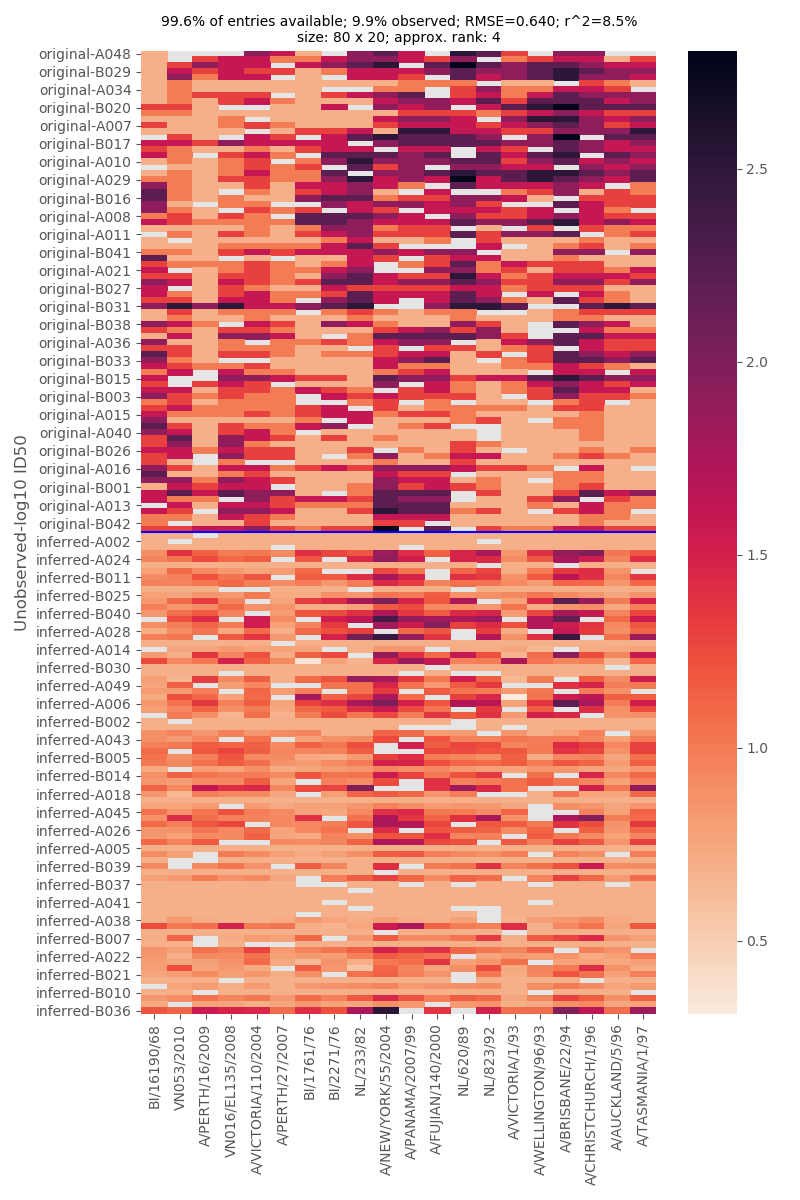 99.6% of entries available; 9.9% observed; RMSE=0.640; r^2=8.5%
size: 80 x 20; approx. rank: 4
Unobserved-log10 ID50
original-A048
original-B029
original-A034
original-B020
original-A007
original-B017
original-A010
original-A029
original-B016
original-A008
original-A011
original-B041
original-A021
original-B027
original-B031
original-B038
original-A036
original-B033
original-B015
original-B003
original-A015
original-A040
original-B026
original-A016
original-B001
original-A013
original-B042
inferred-A002
inferred-A024
inferred-B011
inferred-B025
inferred-B040
inferred-A028
inferred-A014
inferred-B030
inferred-A049
inferred-A006
inferred-B002
inferred-A043
inferred-B005
inferred-B014
inferred-A018
inferred-A045
inferred-A026
inferred-A005
inferred-B039
inferred-B037
inferred-A041
inferred-A038
inferred-B007
inferred-A022
inferred-B021
inferred-B010
inferred-B036
BI/16190/68
VN053/2010
A/PERTH/16/2009
VN016/EL135/2008
A/VICTORIA/110/2004
A/PERTH/27/2007
BI/1761/76
BI/2271/76
NL/233/82
A/NEW/YORK/55/2004
A/PANAMA/2007/99
A/FUJIAN/140/2000
NL/620/89
NL/823/92
A/VICTORIA/1/93
A/WELLINGTON/96/93
A/BRISBANE/22/94
A/CHRISTCHURCH/1/96
A/AUCKLAND/5/96
A/TASMANIA/1/97
2.5
2.0
1.5
1.0
0.5